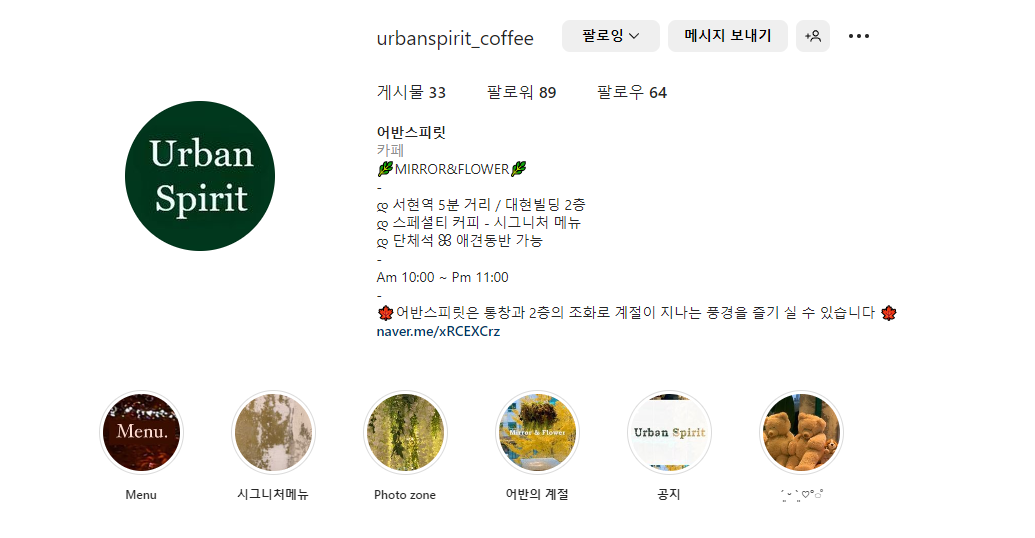 urbanspirit_coffee 팔로잉 메시지 보내기
게시물 33 팔로워 89 팔로우 64
Urban
Spirit
어반스피릿
카페
🌿MIRROR&FLOWER🌿
-
ღ 서현역 5분 거리 / 대현빌딩 2층
ღ 스페셜티 커피 - 시그니처 메뉴
ღ 단체석 ꕤ 애견동반 가능
-
Am 10:00 ~ Pm 11:00
-
🍁어반스피릿은 통창과 2층의 조화로 계절이 지나는 풍경을 즐기 실 수 있습니다 🍁
naver.me/xRCEXCrz
Menu.
Mirror & Flower
Urban Spirit
Menu 시그니처메뉴 Photo zone 어반의 계절 공지